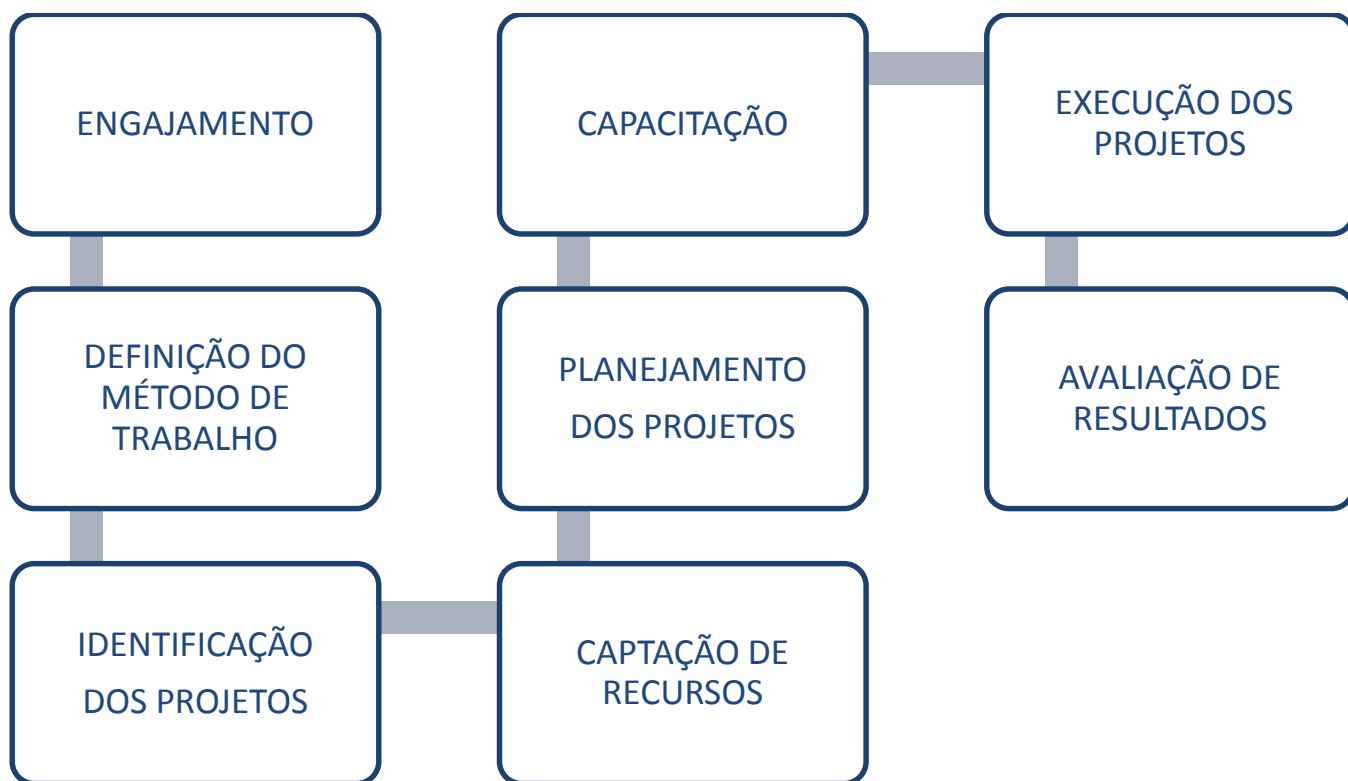 ENGAJAMENTO
DEFINIÇÃO DO
MÉTODO DE
TRABALHO
IDENTIFICAÇÃO
DOS PROJETOS
CAPTAÇÃO DE
RECURSOS
PLANEJAMENTO
DOS PROJETOS
CAPACITAÇÃO
EXECUÇÃO DOS
PROJETOS
AVALIAÇÃO DE
RESULTADOS